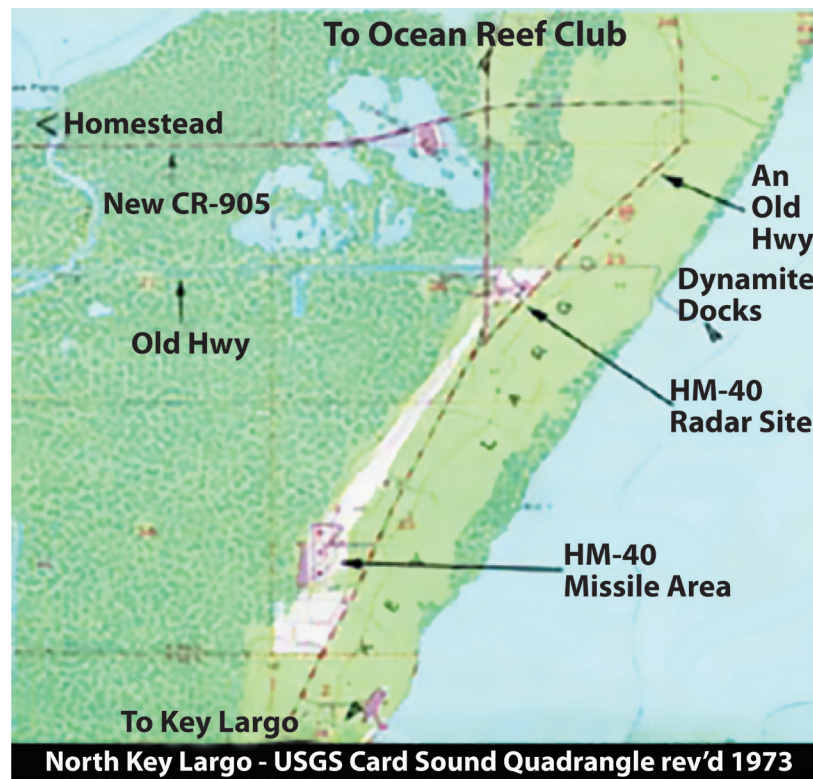 To Ocean Reef Club
< Homestead
New CR-905
An
Old
Hwy
Dynamite
Docks
Old Hwy
HM-40
Radar Site
L A R G O
HM-40
Missile Area
K E Y
To Key Largo
North Key Largo - USGS Card Sound Quadrangle rev'd 1973